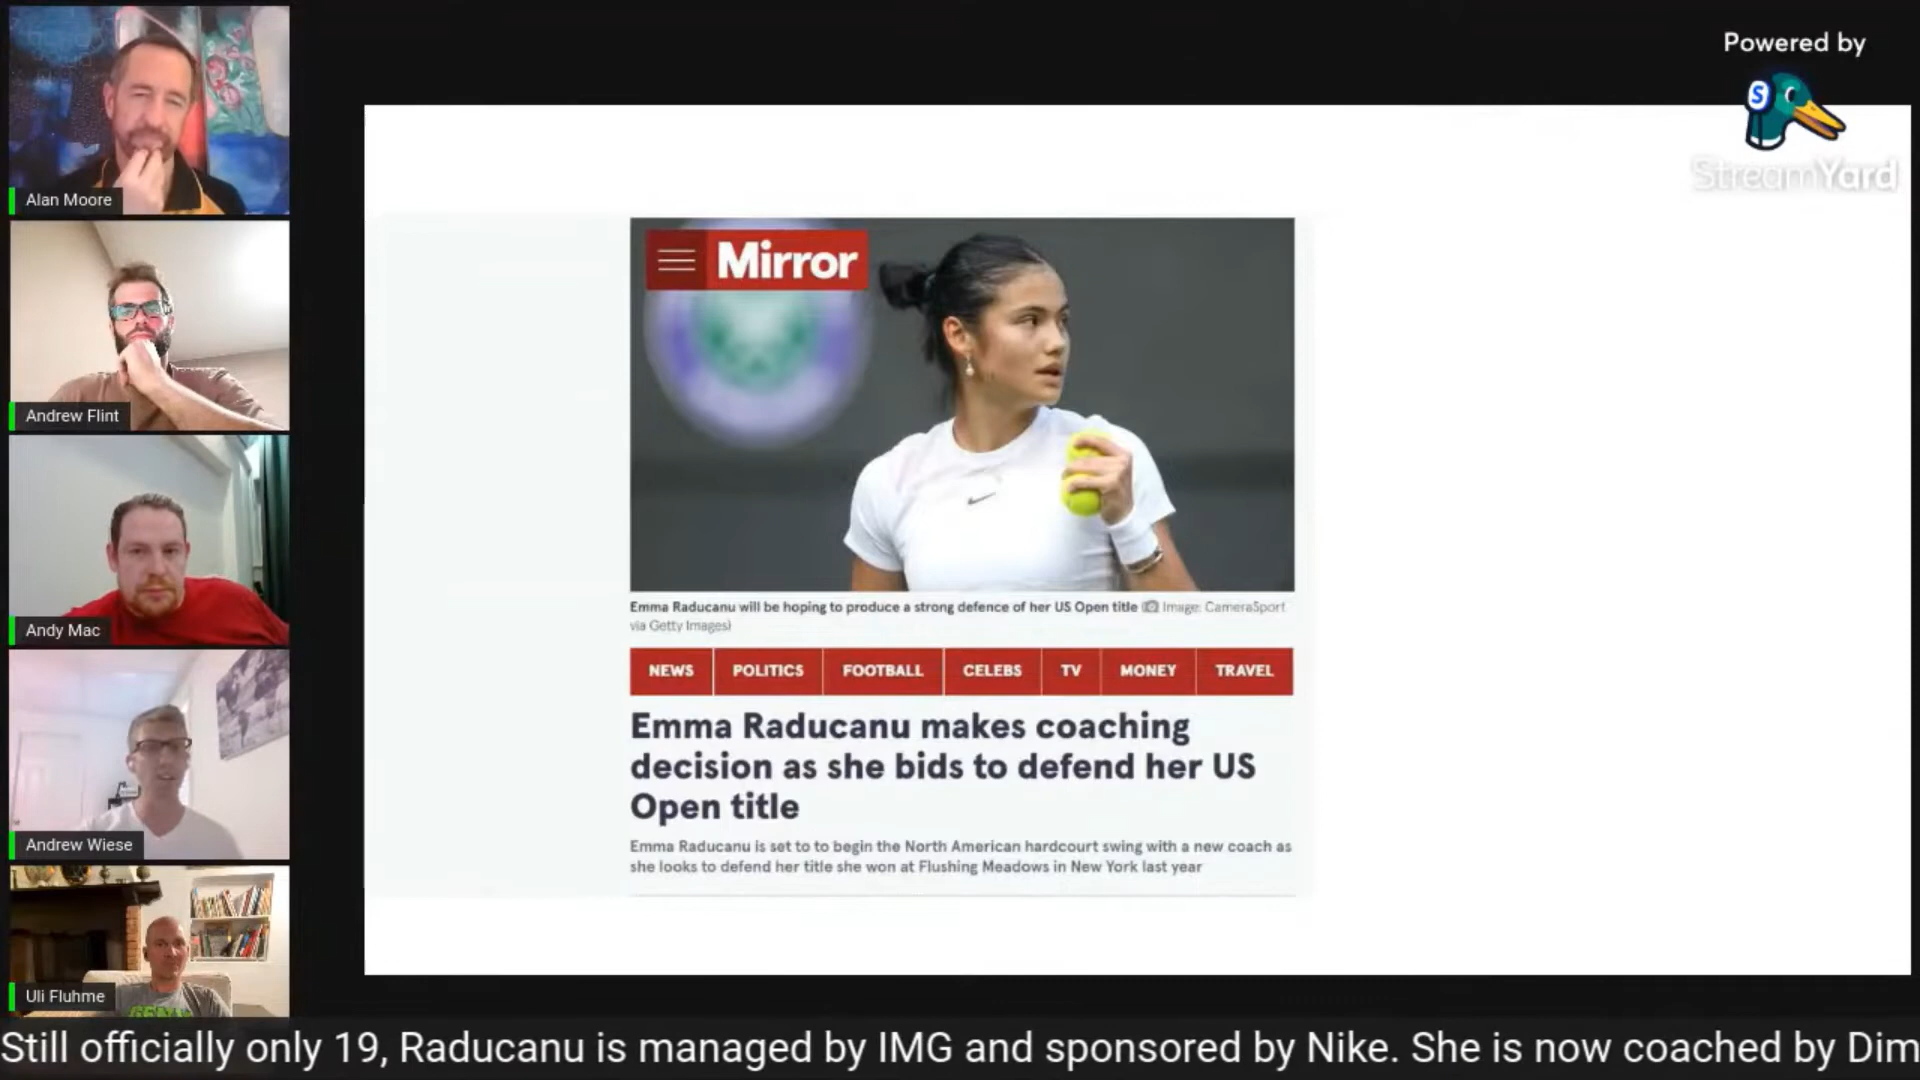 Powered by
S
StreamYard
Alan Moore
Andrew Flint
Andy Mac
Andrew Wiese
Uli Fluhme
Mirror
Emma Raducanu will be hoping to produce a strong defence of her US Open title Image: CameraSport
via Getty Images)
NEWS POLITICS FOOTBALL CELEBS TV MONEY TRAVEL
Emma Raducanu makes coaching
decision as she bids to defend her US
Open title
Emma Raducanu is set to to begin the North American hardcourt swing with a new coach as
she looks to defend her title she won at Flushing Meadows in New York last year
Still officially only 19, Raducanu is managed by IMG and sponsored by Nike. She is now coached by Dim